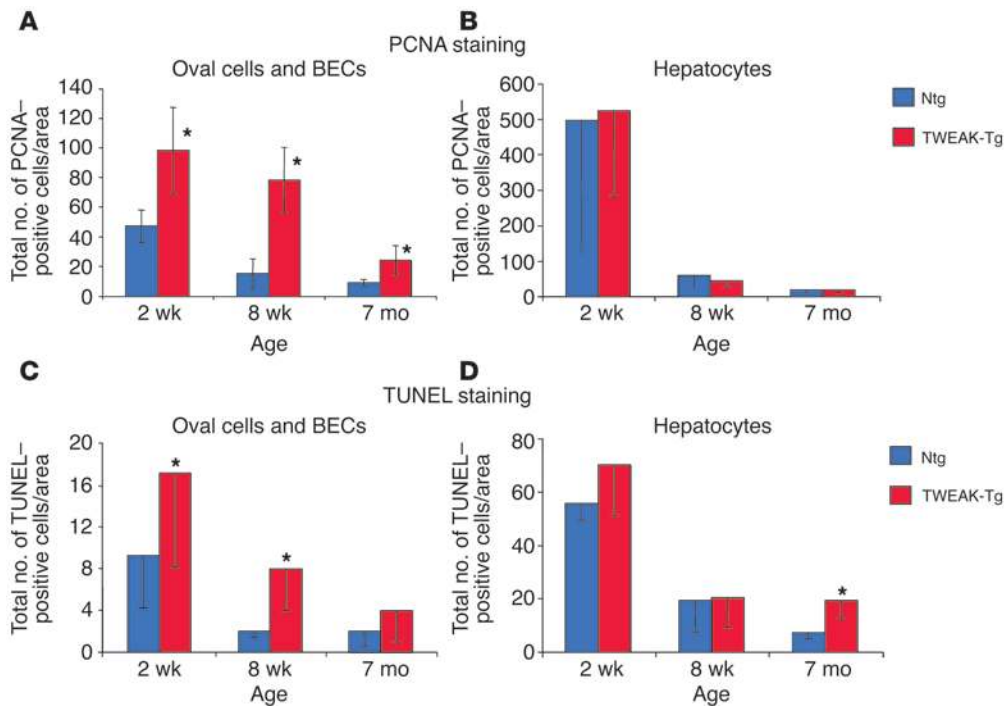 A
B
PCNA staining
Oval cells and BECs
Hepatocytes
Total no. of PCNA–
positive cells/area
140
120
100
80
60
40
20
0
*
*
*
2 wk
8 wk
7 mo
Age
Total no. of PCNA–
positive cells/area
600
500
400
300
200
100
0
2 wk
8 wk
7 mo
Age
Ntg
TWEAK-Tg
C
D
TUNEL staining
Oval cells and BECs
Hepatocytes
Total no. of TUNEL–
positive cells/area
20
16
12
8
4
0
*
*
2 wk
8 wk
7 mo
Age
Total no. of TUNEL–
positive cells/area
80
60
40
20
0
*
2 wk
8 wk
7 mo
Age
Ntg
TWEAK-Tg